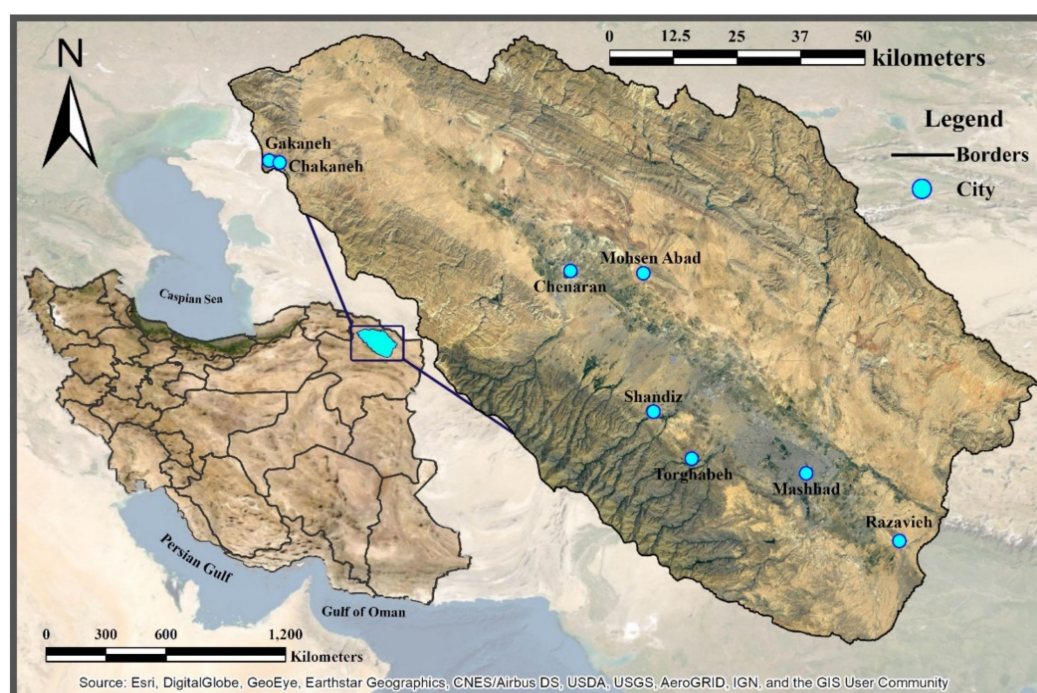 N
0 12.5 25 37 50
kilometers
Legend
Borders
City
Gakaneh
Chakaneh
Mohsen Abad
Chenaran
Caspian Sea
Shandiz
Torghabeh
Mashhad
Razavieh
Persian Gulf
Gulf of Oman
0 300 600 1,200
Kilometers
Source: Esri, DigitalGlobe, GeoEye, Earthstar Geographics, CNES/Airbus DS, USDA, USGS, AeroGRID, IGN, and the GIS User Community